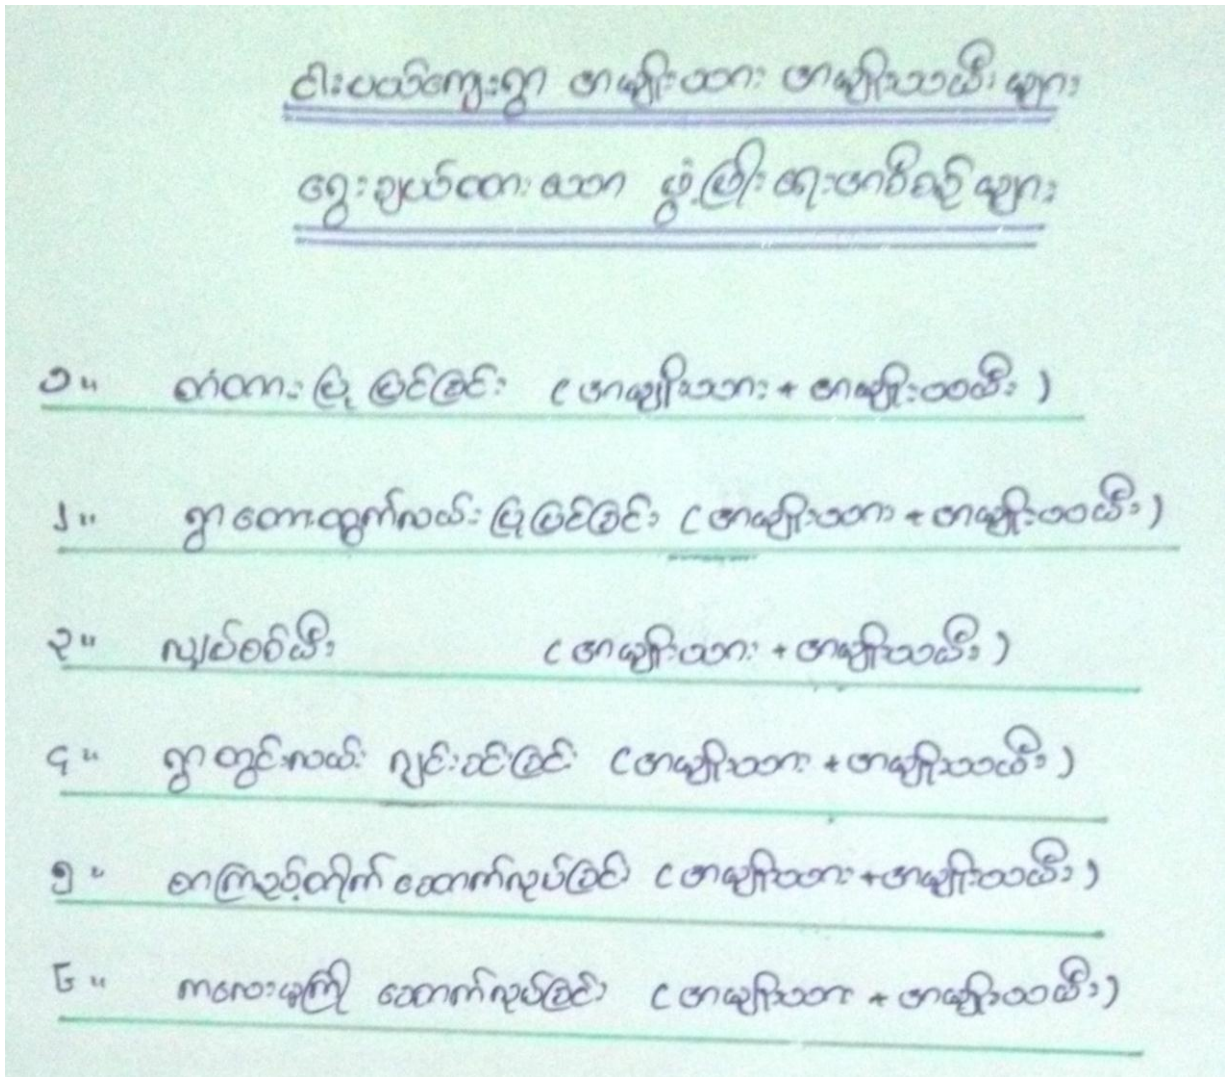 ငါးပယ်ကျေးရွာ အမျိုးသား အမျိုးသမီး များ
ရွေးချယ်ထားသော ဖွံ့ဖြိုးရေးအစီစဉ်များ
၁။ တံတား ပြုပြင်ခြင်း (အမျိုးသား + အမျိုးသမီး)
၂။ ရွာတောထွက်လမ်း ပြုပြင်ခြင်း (အမျိုးသား + အမျိုးသမီး)
၃။ လျှပ်စစ်မီး (အမျိုးသား + အမျိုးသမီး)
၄။ ရွာတွင်းလမ်း ဂျင်းခင်းခြင်း (အမျိုးသား + အမျိုးသမီး)
၅။ စာကြည့်တိုက် ဆောက်လုပ်ခြင်း (အမျိုးသား + အမျိုးသမီး)
၆။ ကလေးမူကြို ဆောက်လုပ်ခြင်း (အမျိုးသား + အမျိုးသမီး)